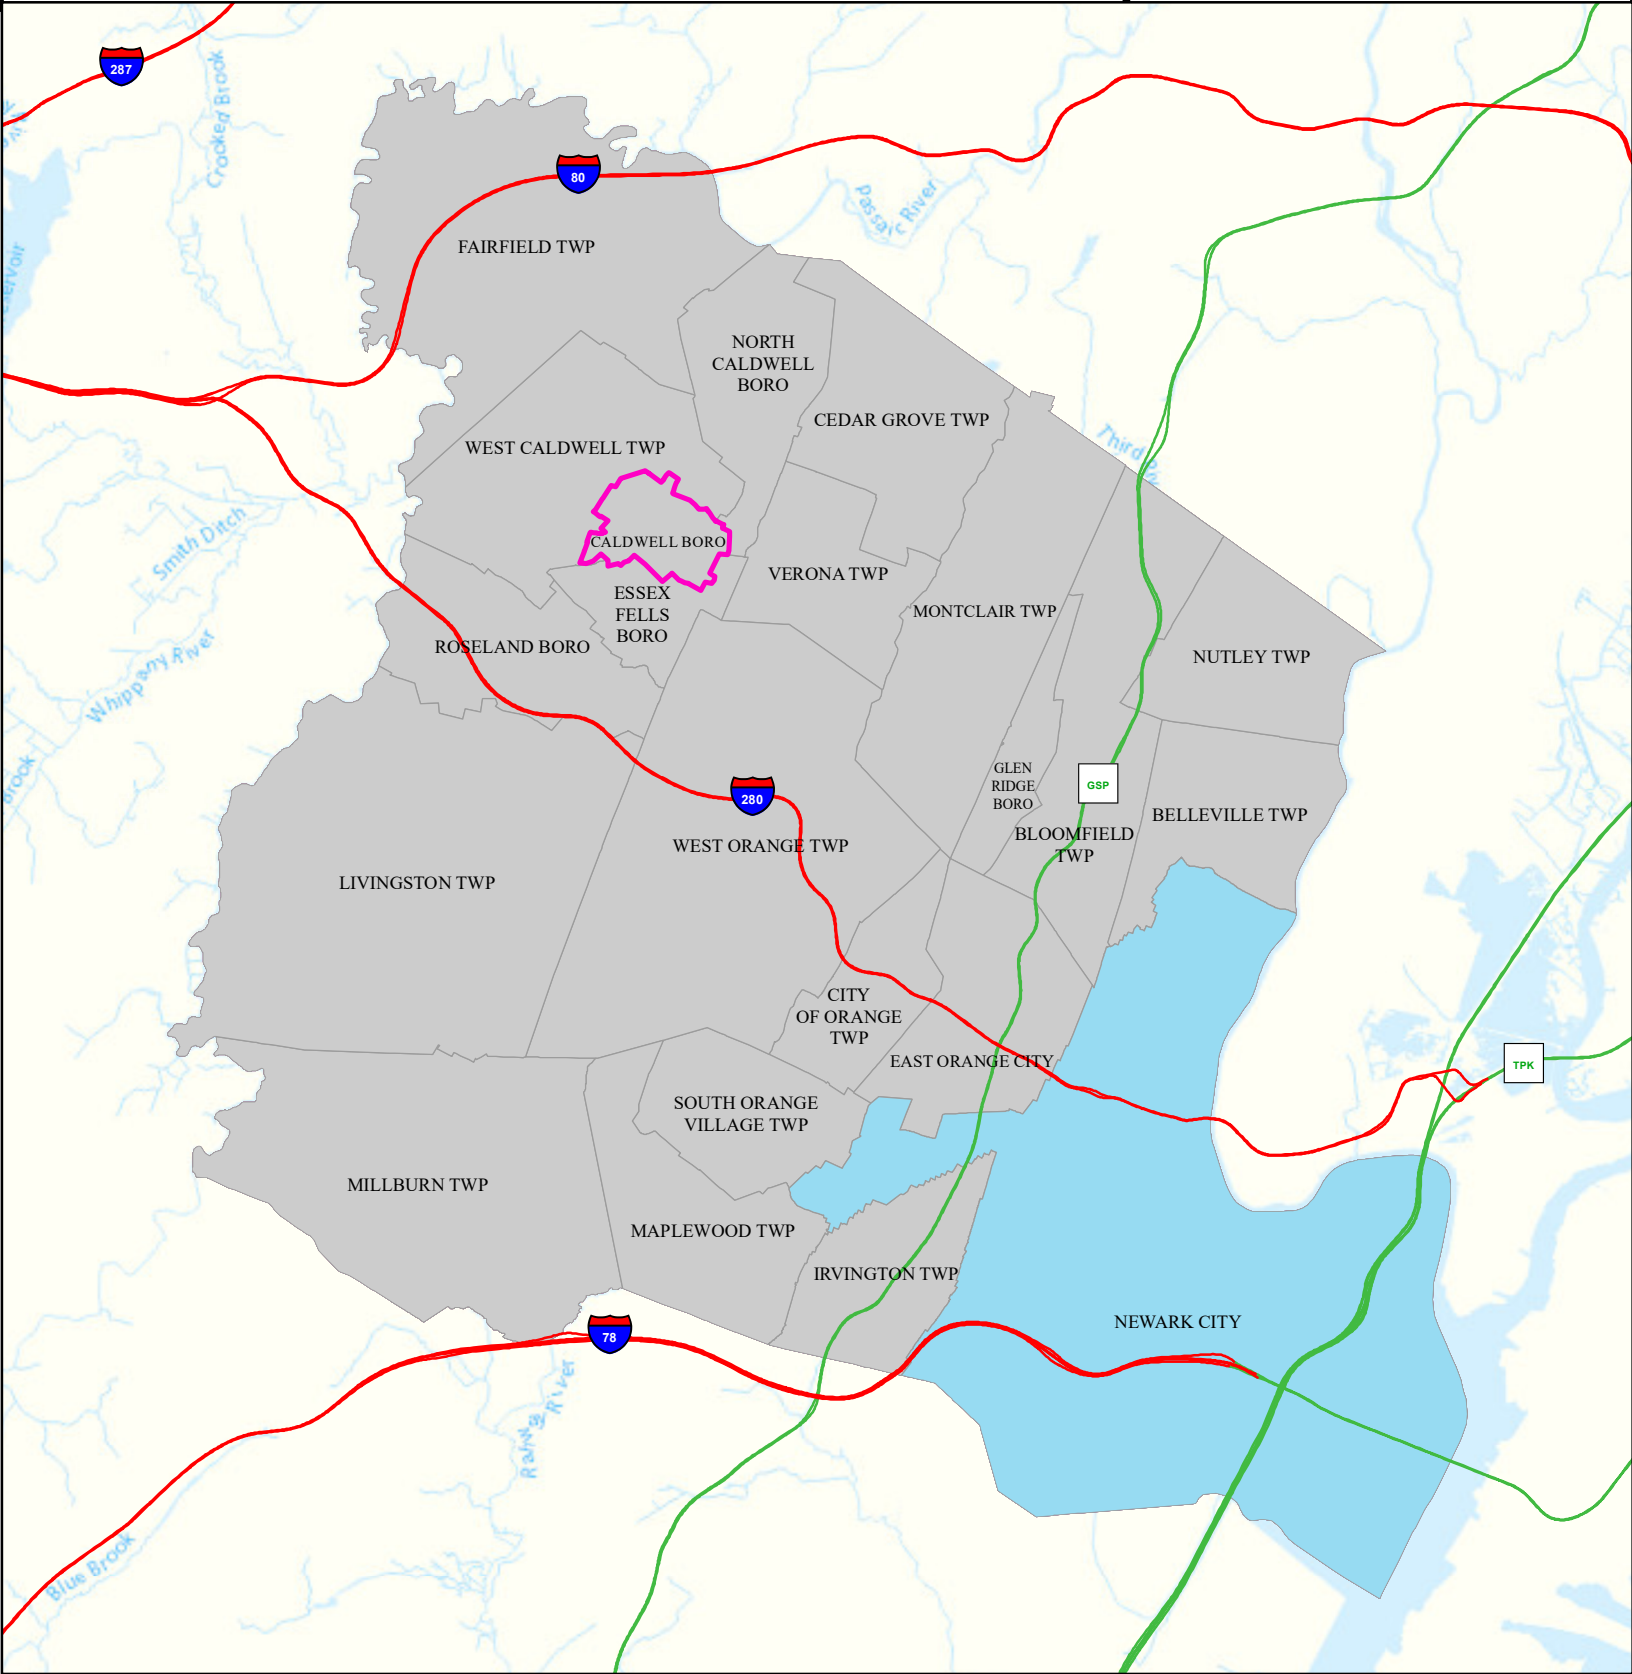 287
Crooked Brook
80
Passaic River
FAIRFIELD TWP
NORTH
CALDWELL
BORO
CEDAR GROVE TWP
WEST CALDWELL TWP
Third Riv
Smith Ditch
CALDWELL BORO
VERONA TWP
ESSEX
FELLS
BORO
MONTCLAIR TWP
ROSELAND BORO
NUTLEY TWP
Whippany River
Brook
GLEN
RIDGE
BORO
GSP
280
BELLEVILLE TWP
BLOOMFIELD
TWP
WEST ORANGE TWP
LIVINGSTON TWP
CITY
OF ORANGE
TWP
EAST ORANGE CITY
TPK
SOUTH ORANGE
VILLAGE TWP
MILLBURN TWP
MAPLEWOOD TWP
IRVINGTON TWP
NEWARK CITY
78
River
Blue Brook